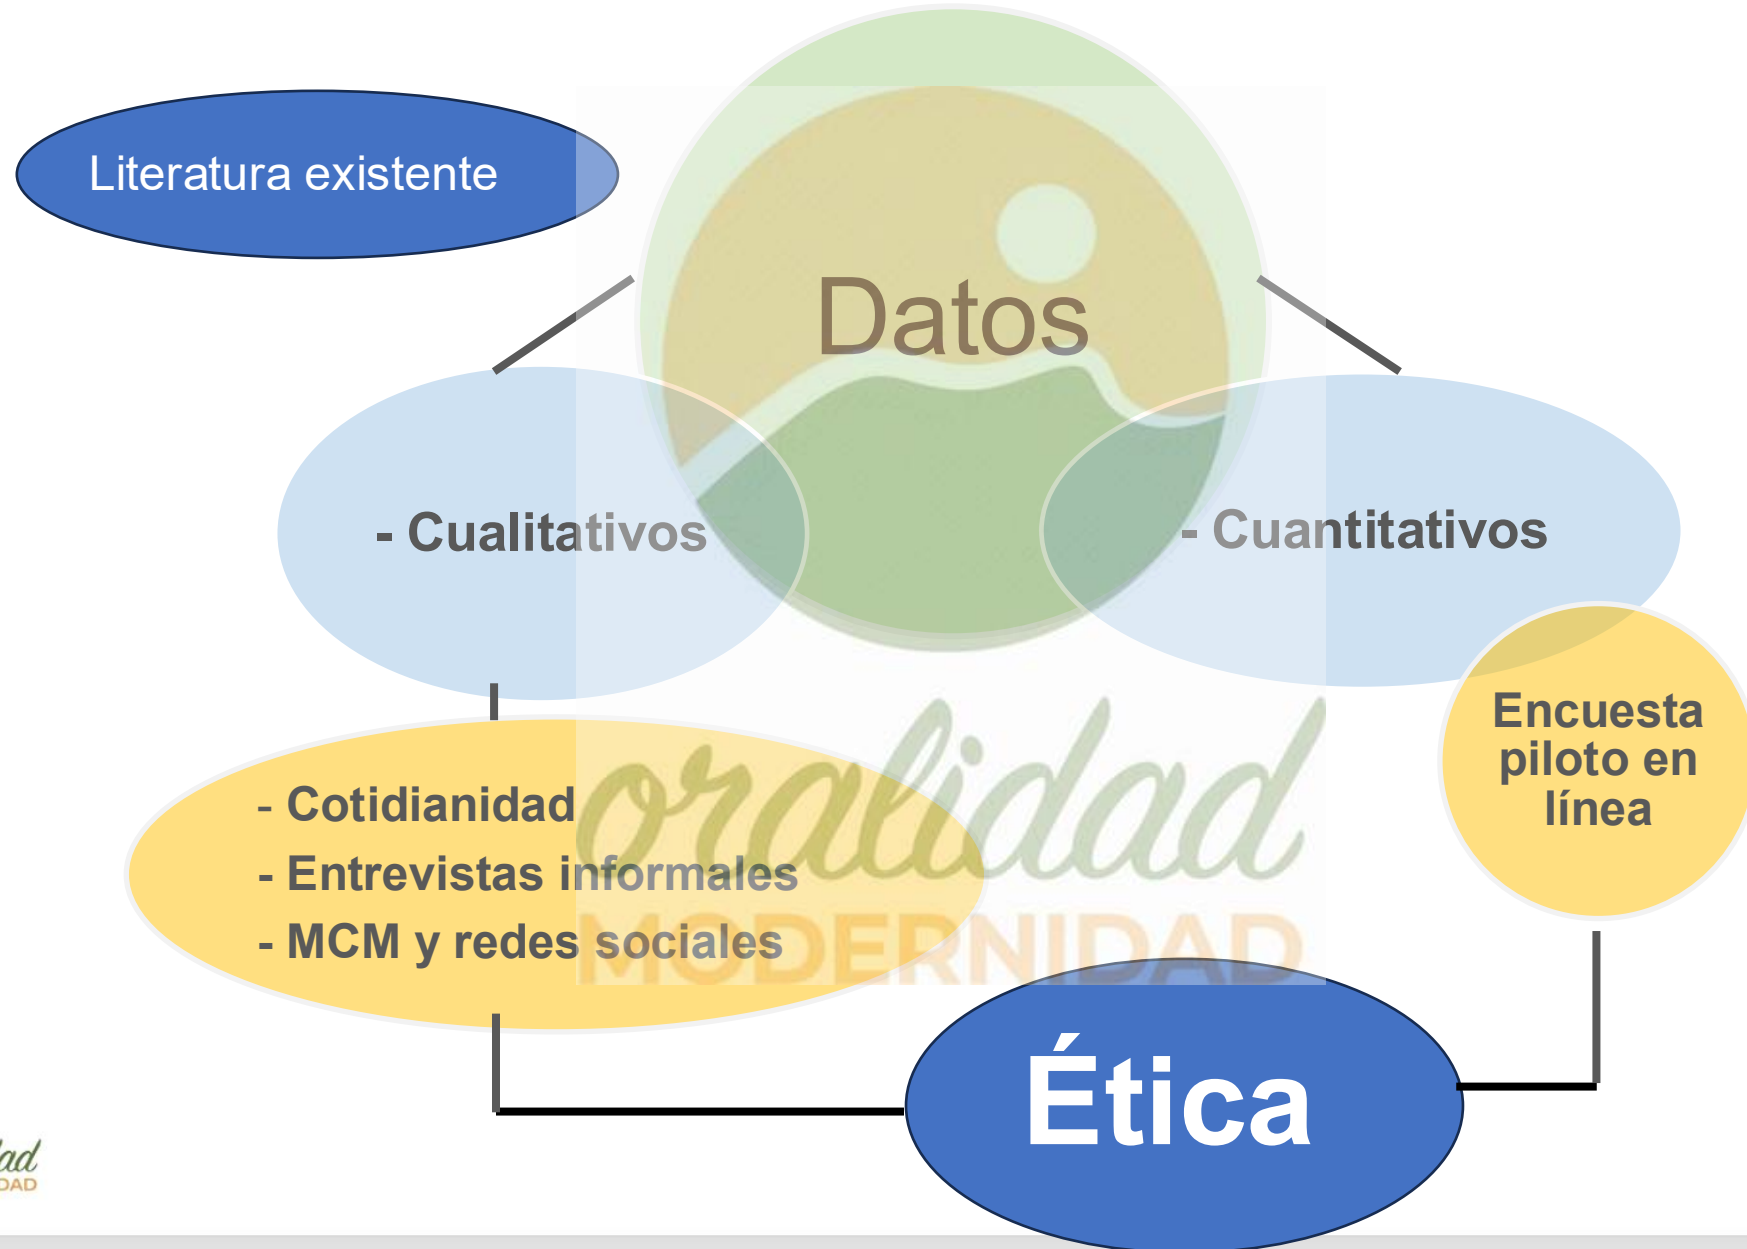 Literatura existente
Datos
- Cualitativos
- Cuantitativos
Encuesta
piloto en
línea
- Cotidianidad
- Entrevistas informales
- MCM y redes sociales
oralidad
MODERNIDAD
Ética